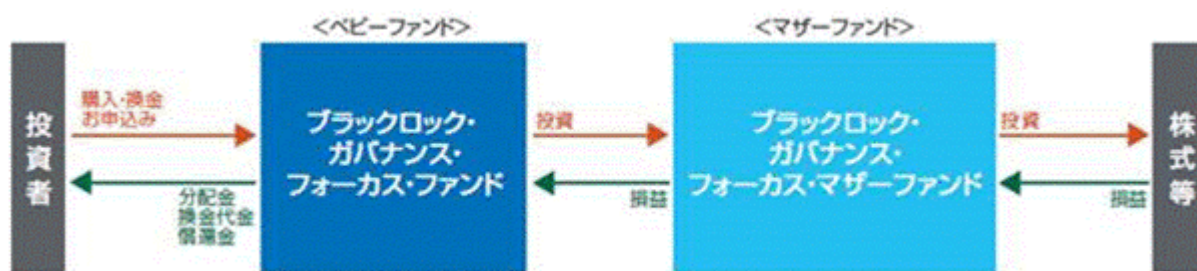 <ベビーファンド>
<マザーファンド>
投資者
購入・換金
お申込み
分配金
換金代金
償還金
ブラックロック・
ガバナンス・
フォーカス・ファンド
投資
損益
ブラックロック・
ガバナンス・
フォーカス・マザーファンド
投資
損益
株式等